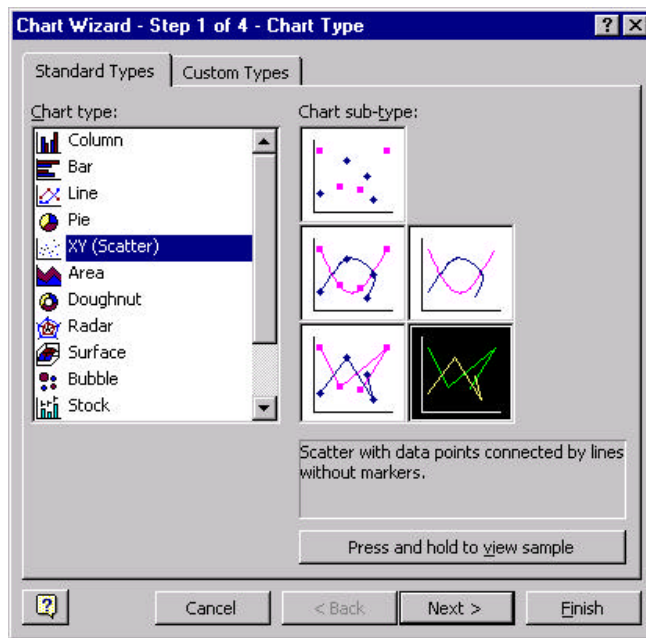 Chart Wizard - Step 1 of 4 - Chart Type
Standard Types
Custom Types
Chart type:
Column
Bar
Line
Pie
XY (Scatter)
Area
Doughnut
Radar
Surface
Bubble
Stock
Chart sub-type:
Scatter with data points connected by lines
without markers.
Press and hold to view sample
Cancel
< Back
Next >
Finish